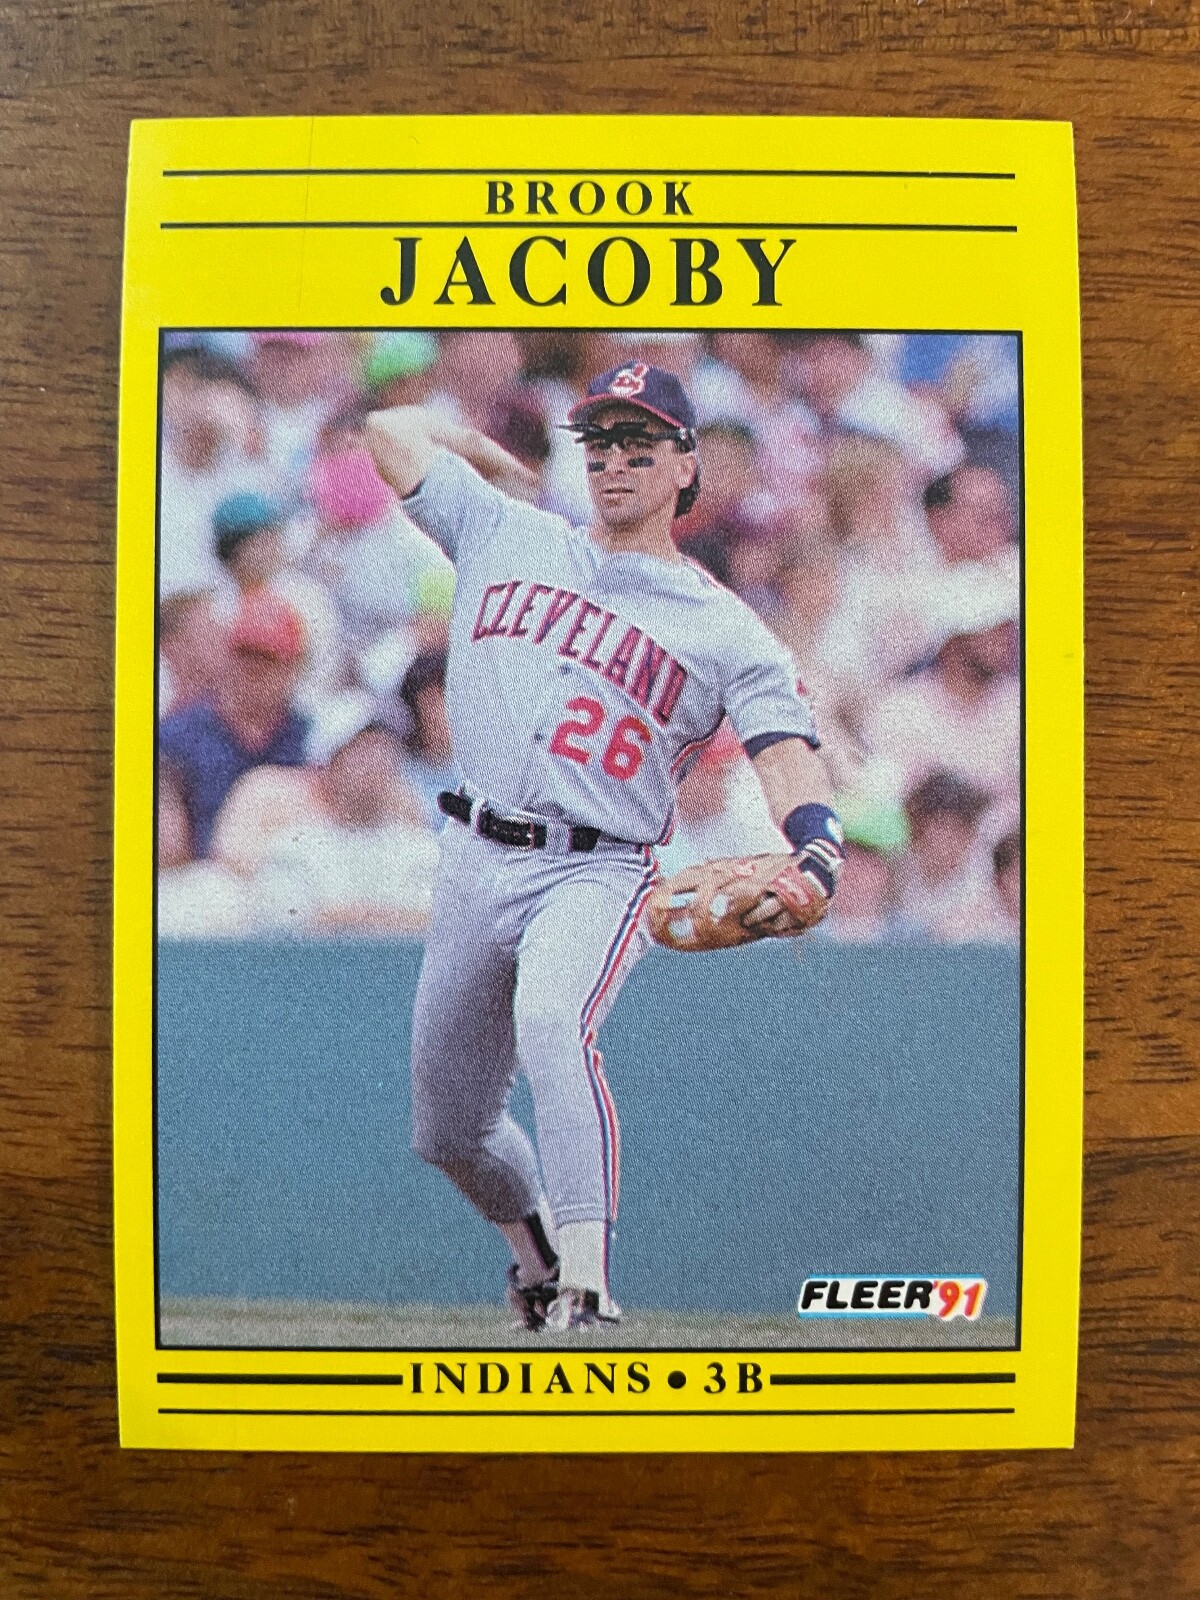 BROOK
JACOBY
CLEVELAND
26
FLEER '91
INDIANS • 3B